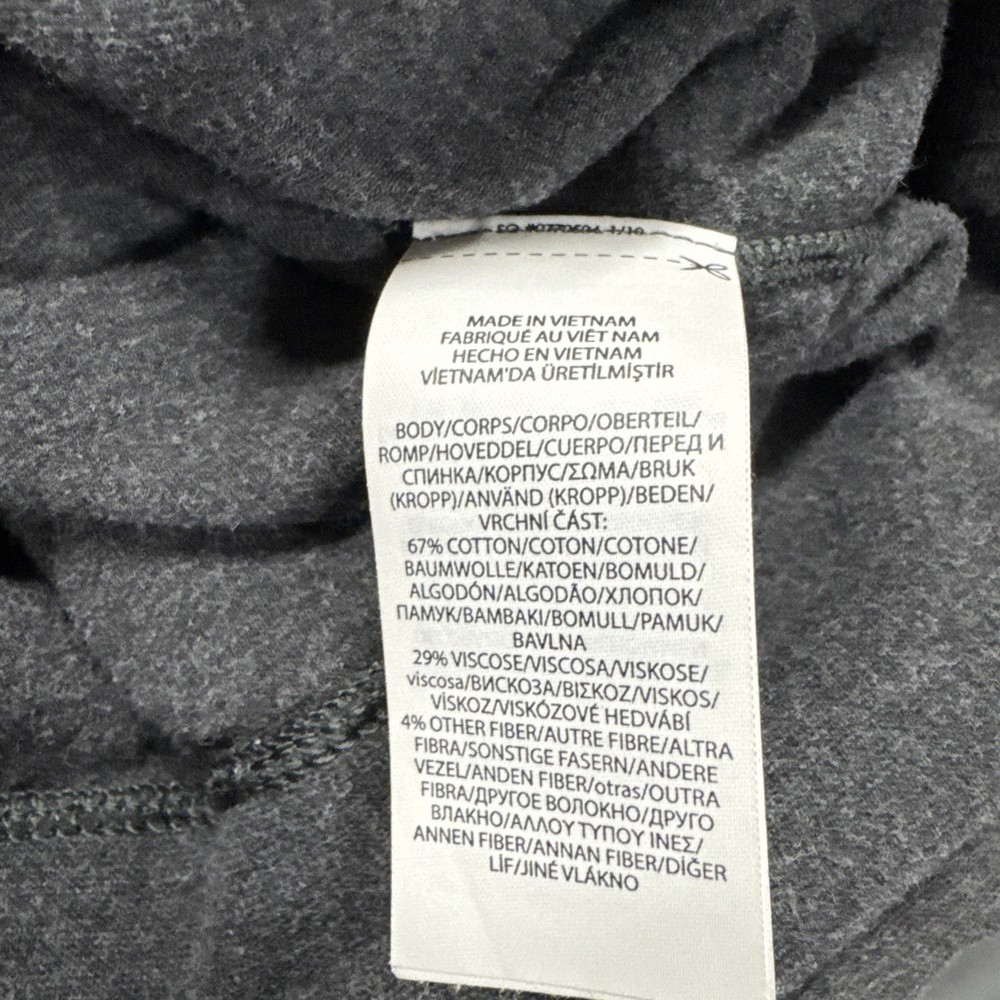 MADE IN VIETNAM
FABRIQUÉ AU VIÊT NAM
HECHO EN VIETNAM
VİETNAM'DA ÜRETİLMİŞTİR
BODY/CORPS/CORPO/OBERTEIL/
ROMP/HOVEDDEL/CUERPO/ПЕРЕД И
СПИНКА/КОРПУС/ΣΩΜΑ/BRUK
(KROPP)/ANVÄND (KROPP)/BEDEN/
VRCHNÍ ČÁST:
67% COTTON/COTON/COTONE/
BAUMWOLLE/KATOEN/BOMULD/
ALGODÓN/ALGODÃO/ХЛОПОК/
ПАМУК/BAMBAKI/BOMULL/PAMUK/
BAVLNA
29% VISCOSE/VISCOSA/VISKOSE/
viscosa/ВИСКОЗА/ΒΙΣΚΟΖ/VISKOS/
VİSKOZ/VISKÓZOVÉ HEDVÁBÍ
4% OTHER FIBER/AUTRE FIBRE/ALTRA
FIBRA/SONSTIGE FASERN/ANDERE
VEZEL/ANDEN FIBER/otras/OUTRA
FIBRA/ДРУГОЕ ВОЛОКНО/ДРУГО
ВЛАКНО/ΑΛΛΟΥ ΤΥΠΟΥ ΙΝΕΣ/
ANNEN FIBER/ANNAN FIBER/DİĞER
LİF/JINÉ VLÁKNO